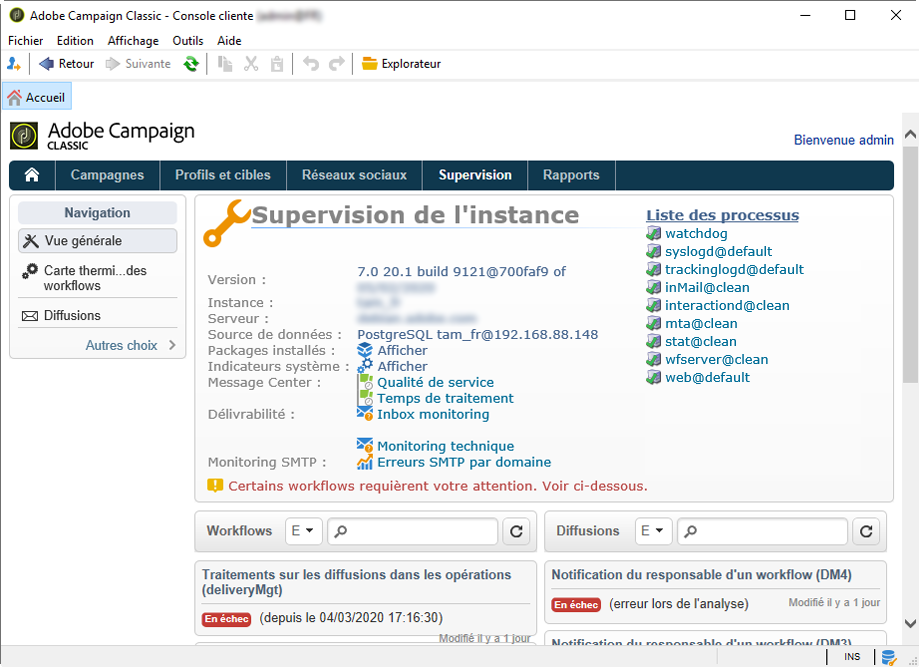 Adobe Campaign Classic - Console cliente
Fichier Edition Affichage Outils Aide
Retour Suivante Explorateur
Accueil
Adobe Campaign
CLASSIC
Bienvenue admin
Campagnes Profils et cibles Réseaux sociaux Supervision Rapports
Navigation
Vue générale
Carte thermi...des
workflows
Diffusions
Autres choix
Supervision de l'instance
Version : 7.0 20.1 build 9121@700faf9 of
Instance :
Serveur :
Source de données : PostgreSQL tam_fr@192.168.88.148
Packages installés : Afficher
Indicateurs système : Afficher
Message Center : Qualité de service
Temps de traitement
Délivrabilité : Inbox monitoring
Monitoring technique
Monitoring SMTP : Erreurs SMTP par domaine
Certains workflows requièrent votre attention. Voir ci-dessous.
Liste des processus
watchdog
syslogd@default
trackinglogd@default
inMail@clean
interactiond@clean
mta@clean
stat@clean
wfserver@clean
web@default
Workflows E
Traitements sur les diffusions dans les opérations
(deliveryMgt)
En échec (depuis le 04/03/2020 17:16:30)
Modifié il y a 1 jour
Diffusions E
Notification du responsable d'un workflow (DM4)
En échec (erreur lors de l'analyse) Modifié il y a 1 jour
Notification du responsable d'un workflow (DM3)
INS